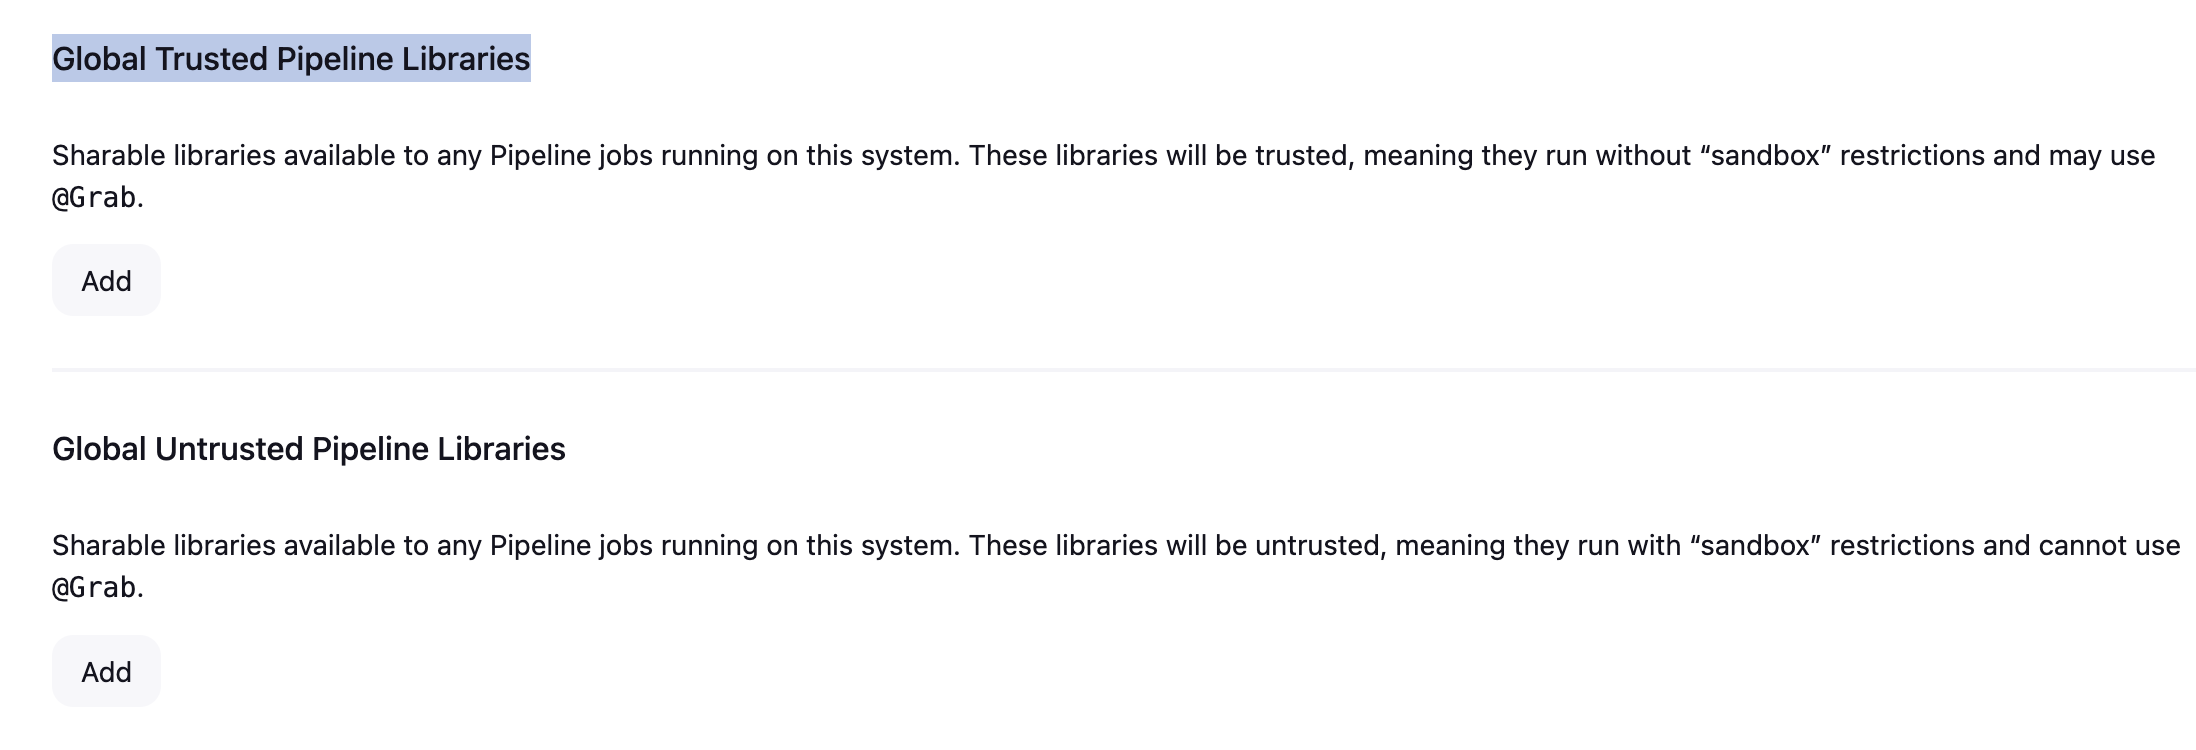 Global Trusted Pipeline Libraries
Sharable libraries available to any Pipeline jobs running on this system. These libraries will be trusted, meaning they run without “sandbox” restrictions and may use
@Grab.
Add
Global Untrusted Pipeline Libraries
Sharable libraries available to any Pipeline jobs running on this system. These libraries will be untrusted, meaning they run with “sandbox” restrictions and cannot use
@Grab.
Add